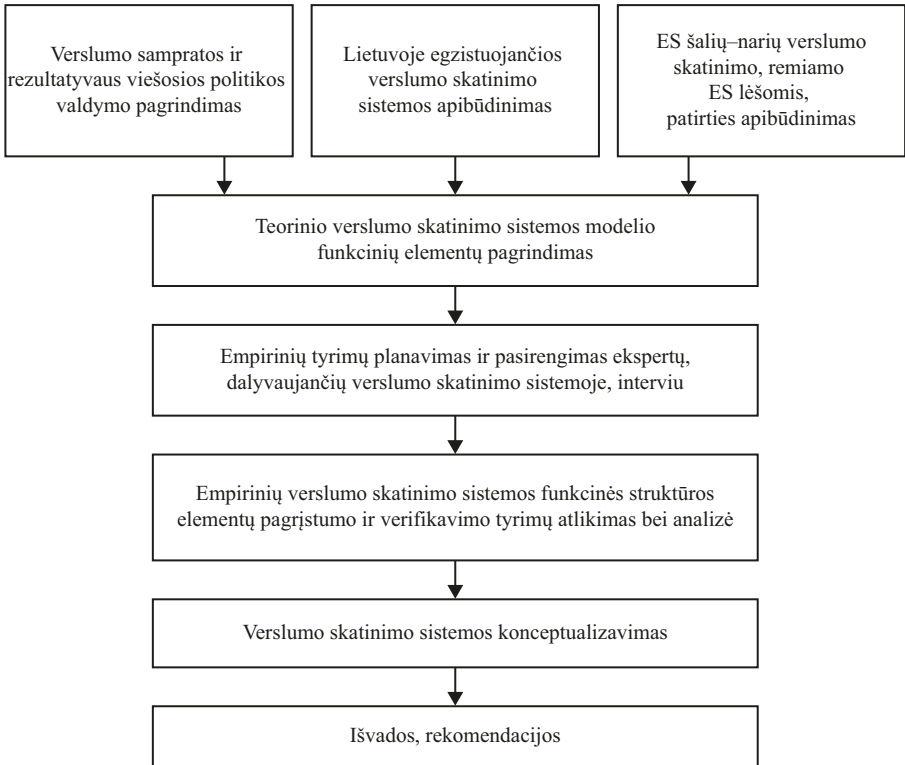 Verslumo sampratos ir
rezultatyvaus viešosios politikos
valdymo pagrindimas
Lietuvoje egzistuojančios
verslumo skatinimo
sistemos apibūdinimas
ES šalių–narių verslumo
skatinimo, remiamo
ES lėšomis,
patirties apibūdinimas
Teorinio verslumo skatinimo sistemos modelio
funkcinių elementų pagrindimas
Empirinių tyrimų planavimas ir pasirengimas ekspertų,
dalyvaujančių verslumo skatinimo sistemoje, interviu
Empirinių verslumo skatinimo sistemos funkcinės struktūros
elementų pagrįstumo ir verifikavimo tyrimų atlikimas bei analizė
Verslumo skatinimo sistemos konceptualizavimas
Išvados, rekomendacijos